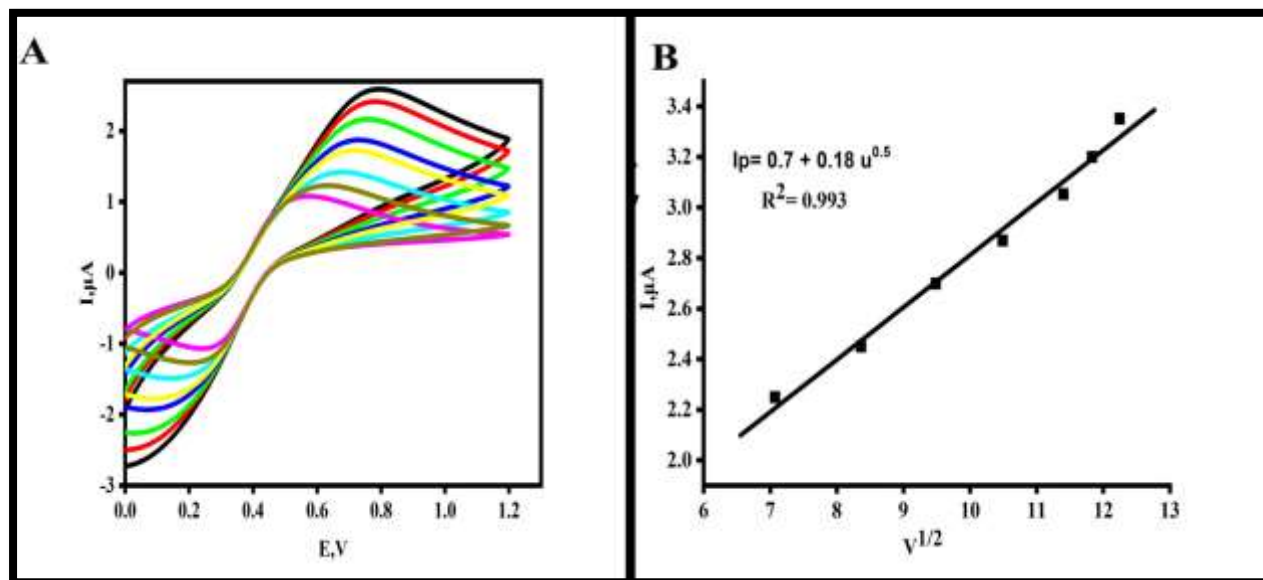 A
2
1
0
-1
-2
-3
I,µA
0.0 0.2 0.4 0.6 0.8 1.0 1.2
E,V
B
3.4
3.2
3.0
2.8
2.6
2.4
2.2
2.0
I,µA
Ip= 0.7 + 0.18 u^0.5
R^2= 0.993
6 7 8 9 10 11 12 13
V^1/2